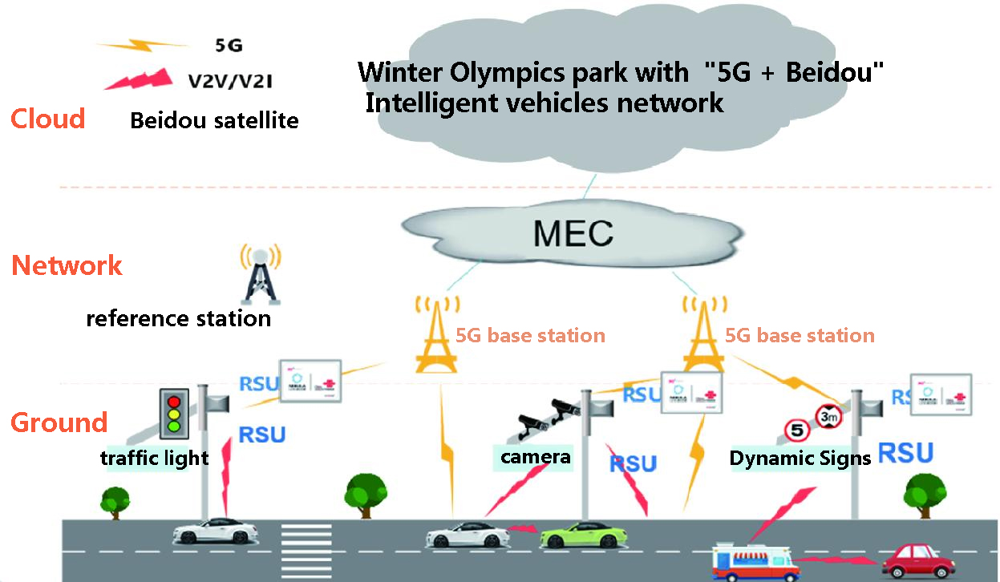 5G
V2V/V2I
Cloud
Beidou satellite
Winter Olympics park with "5G + Beidou"
Intelligent vehicles network
MEC
Network
reference station
5G base station
5G base station
RSU
RSU
Ground
RSU
traffic light
camera
RSU
5
3m
Dynamic Signs
RSU